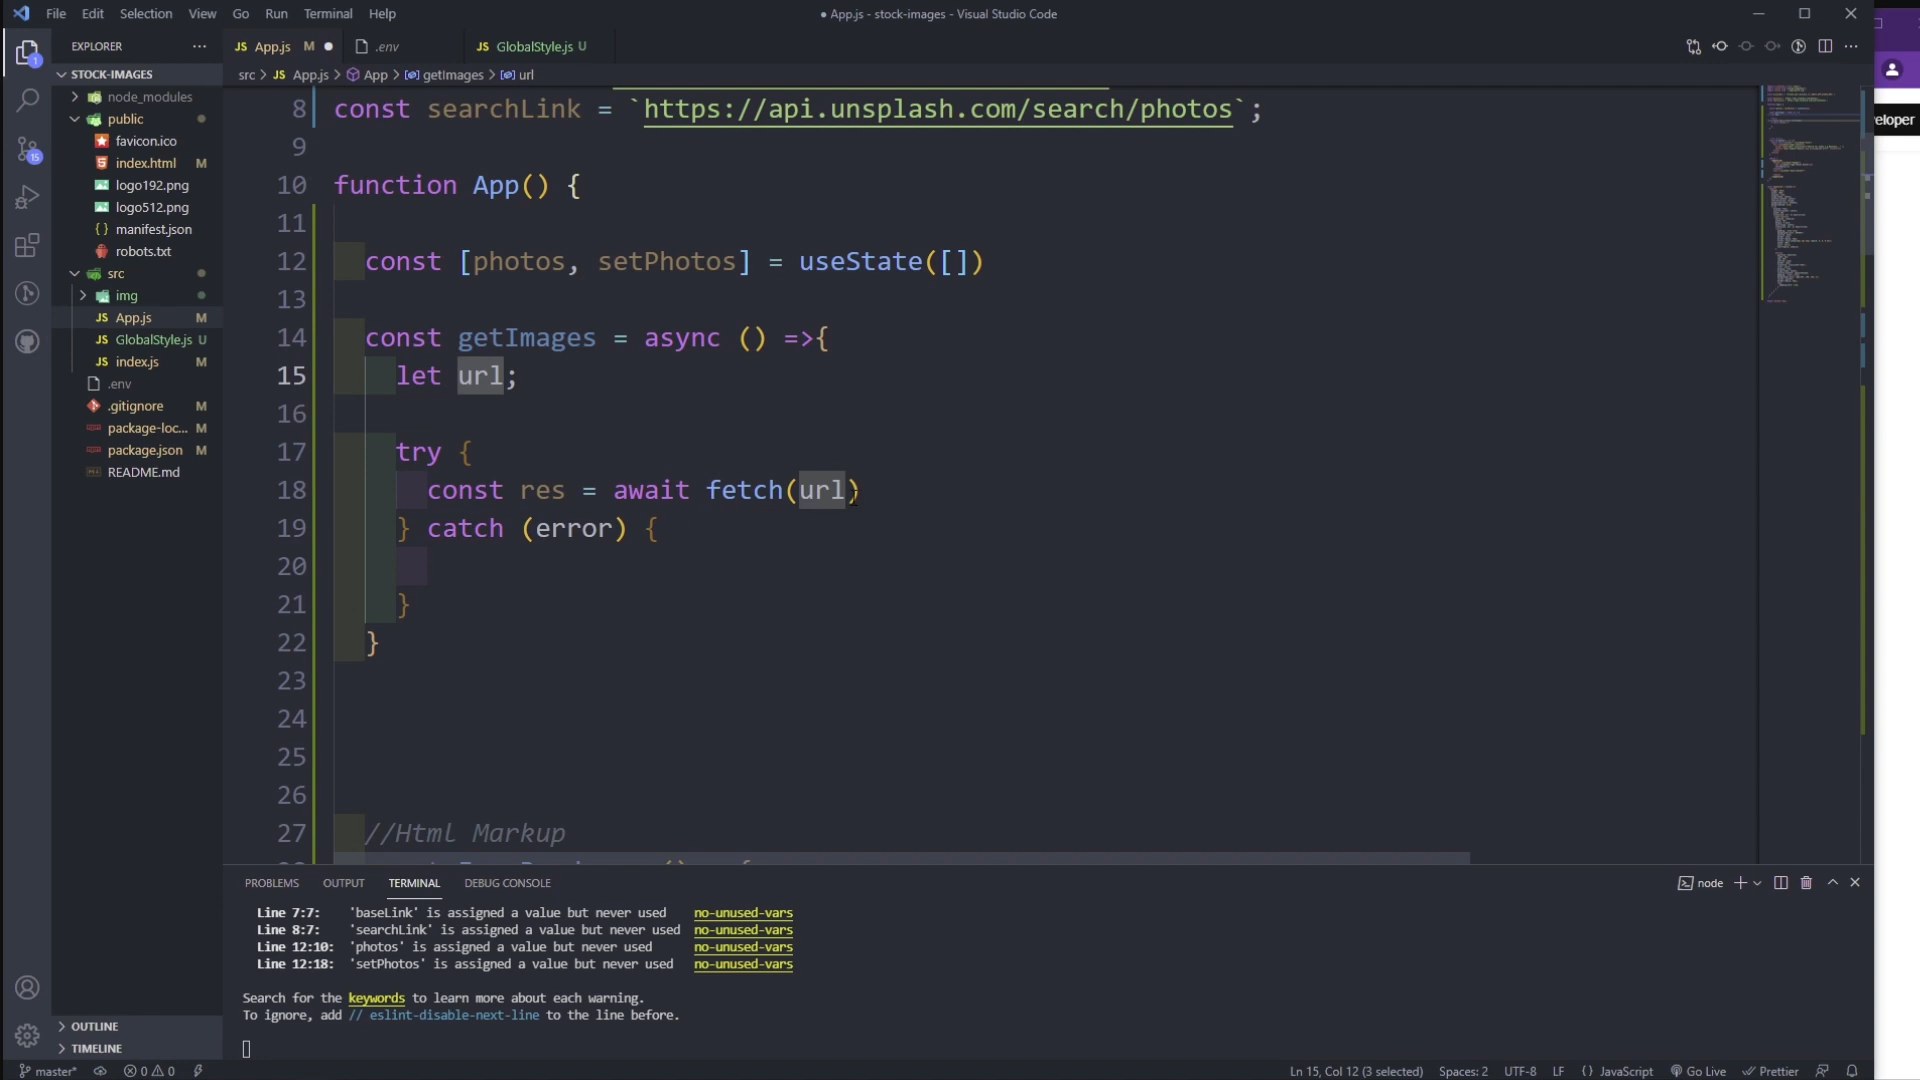 File Edit Selection View Go Run Terminal Help
● App.js - stock-images - Visual Studio Code
EXPLORER
JS App.js M
.env
JS GlobalStyle.js U
STOCK-IMAGES
src > JS App.js > App > getImages > url
node_modules
public
favicon.ico
index.html M
logo192.png
logo512.png
manifest.json
robots.txt
src
img
JS App.js M
JS GlobalStyle.js U
JS index.js M
.env
.gitignore M
package-loc... M
package.json M
README.md
OUTLINE
TIMELINE
1
15
8 const searchLink = `https://api.unsplash.com/search/photos`;
9
10 function App() {
11
12 const [photos, setPhotos] = useState([])
13
14 const getImages = async () =>{
15 let url;
16
17 try {
18 const res = await fetch(url)
19 } catch (error) {
20
21 }
22 }
23
24
25
26
27 //Html Markup
eloper
PROBLEMS OUTPUT TERMINAL DEBUG CONSOLE
node
Line 7:7: 'baseLink' is assigned a value but never used no-unused-vars
Line 8:7: 'searchLink' is assigned a value but never used no-unused-vars
Line 12:10: 'photos' is assigned a value but never used no-unused-vars
Line 12:18: 'setPhotos' is assigned a value but never used no-unused-vars
Search for the keywords to learn more about each warning.
To ignore, add // eslint-disable-next-line to the line before.
master* 0 0
Ln 15, Col 12 (3 selected) Spaces: 2 UTF-8 LF {} JavaScript Go Live Prettier